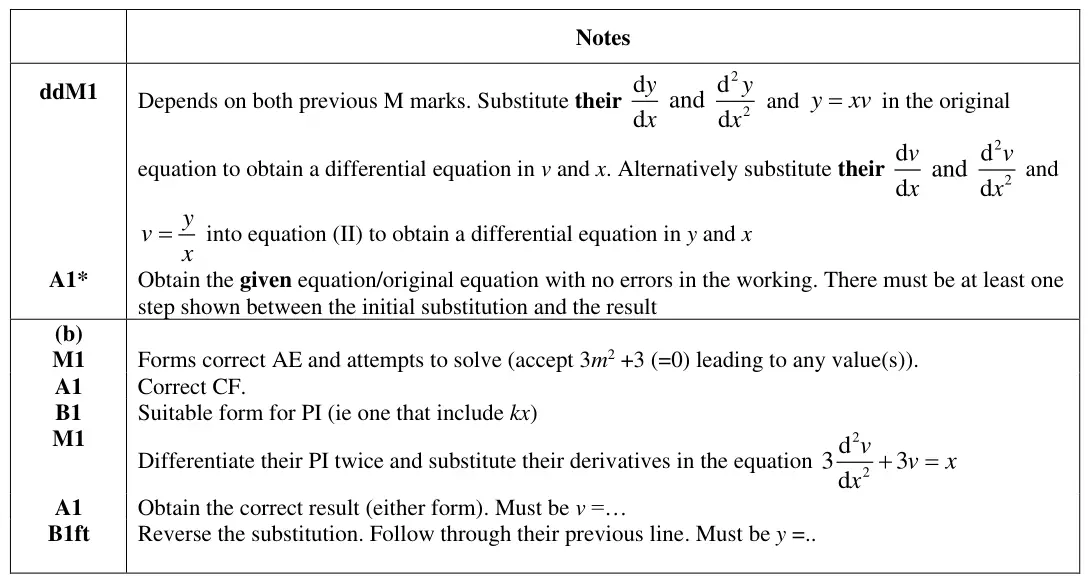 Notes
ddM1 Depends on both previous M marks. Substitute their dy/dx and d²y/dx² and y = xv in the original
equation to obtain a differential equation in v and x. Alternatively substitute their dv/dx and d²v/dx² and
v = y/x into equation (II) to obtain a differential equation in y and x
A1* Obtain the given equation/original equation with no errors in the working. There must be at least one
step shown between the initial substitution and the result
(b)
M1 Forms correct AE and attempts to solve (accept 3m² +3 (=0) leading to any value(s)).
A1 Correct CF.
B1 Suitable form for PI (ie one that include kx)
M1 Differentiate their PI twice and substitute their derivatives in the equation 3 d²v/dx² + 3v = x
A1 Obtain the correct result (either form). Must be v =…
B1ft Reverse the substitution. Follow through their previous line. Must be y =..